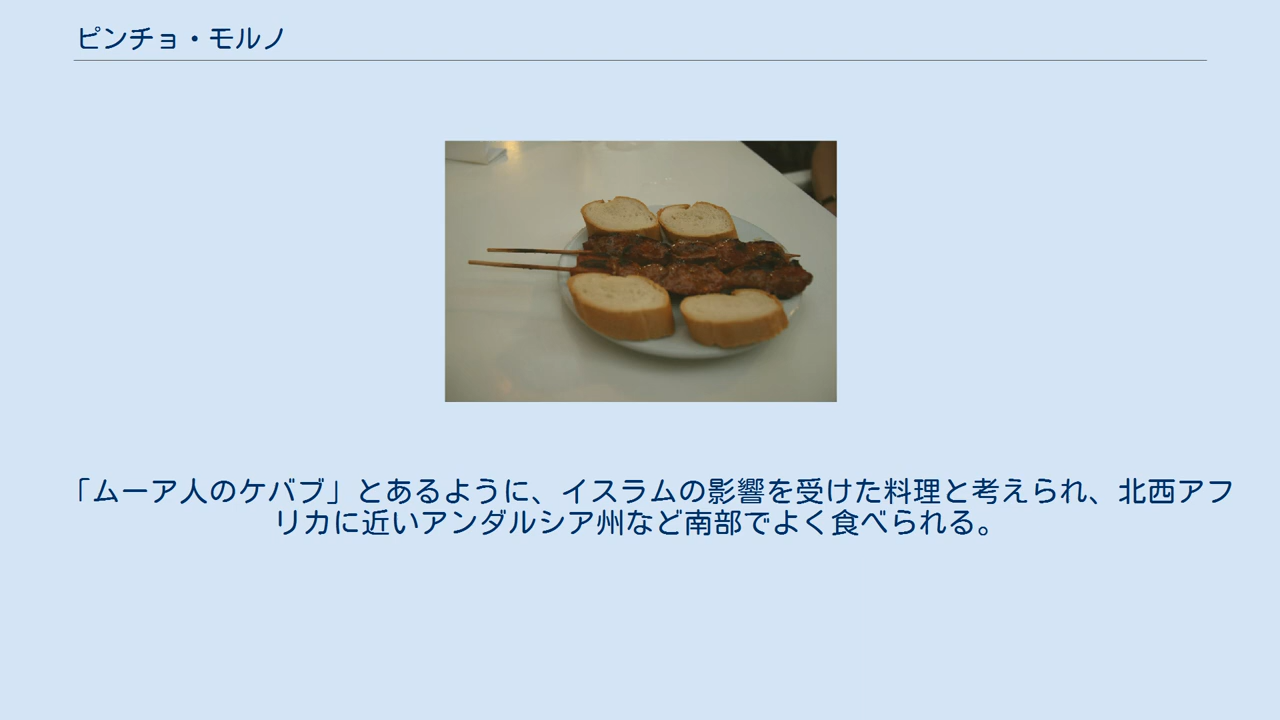 ピンチョ・モルノ
「ムーア人のケバブ」とあるように、イスラムの影響を受けた料理と考えられ、北西アフ
リカに近いアンダルシア州など南部でよく食べられる。